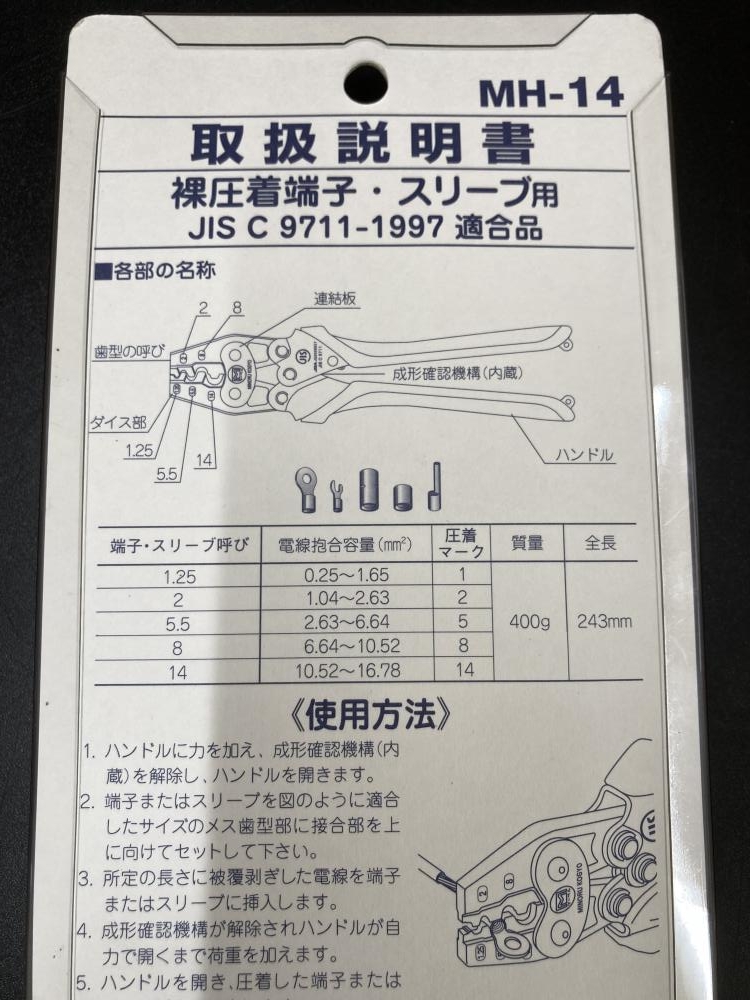 MH-14
取扱説明書
裸圧着端子・スリーブ用
JIS C 9711-1997 適合品
■各部の名称
2 8 連結板
歯型の呼び
成形確認機構(内蔵)
ダイス部
1.25
5.5
14
ハンドル
端子・スリーブ呼び 電線抱合容量(mm²) 圧着マーク 質量 全長
1.25 0.25～1.65 1
2 1.04～2.63 2
5.5 2.63～6.64 5 400g 243mm
8 6.64～10.52 8
14 10.52～16.78 14
《使用方法》
1. ハンドルに力を加え、成形確認機構(内
蔵)を解除し、ハンドルを開きます。
2. 端子またはスリーブを図のように適合
したサイズのメス歯型部に接合部を上
に向けてセットして下さい。
3. 所定の長さに被覆剥ぎした電線を端子
またはスリーブに挿入します。
4. 成形確認機構が解除されハンドルが自
力で開くまで荷重を加えます。
5. ハンドルを開き、圧着した端子または
2 8
MINORU KOGYO
1.25